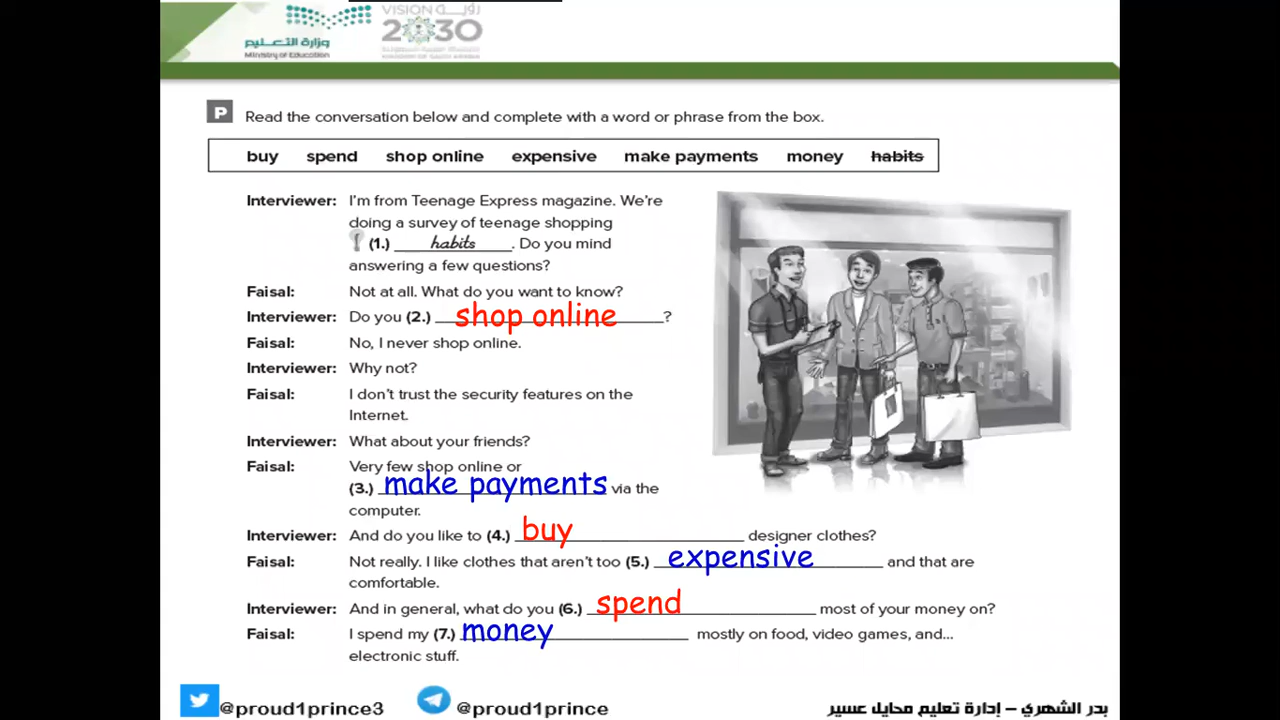 VISION رؤيــة
2030
وزارة التعـليم
Ministry of Education
KINGDOM OF SAUDI ARABIA
P Read the conversation below and complete with a word or phrase from the box.
buy spend shop online expensive make payments money habits
Interviewer: I'm from Teenage Express magazine. We're
doing a survey of teenage shopping
(1.) habits. Do you mind
answering a few questions?
Faisal: Not at all. What do you want to know?
Interviewer: Do you (2.) shop online?
Faisal: No, I never shop online.
Interviewer: Why not?
Faisal: I don't trust the security features on the
Internet.
Interviewer: What about your friends?
Faisal: Very few shop online or
(3.) make payments via the
computer.
Interviewer: And do you like to (4.) buy designer clothes?
Faisal: Not really. I like clothes that aren't too (5.) expensive and that are
comfortable.
Interviewer: And in general, what do you (6.) spend most of your money on?
Faisal: I spend my (7.) money mostly on food, video games, and...
electronic stuff.
@proud1prince3 @proud1prince بدر الشهري – إدارة تعليم محايل عسير